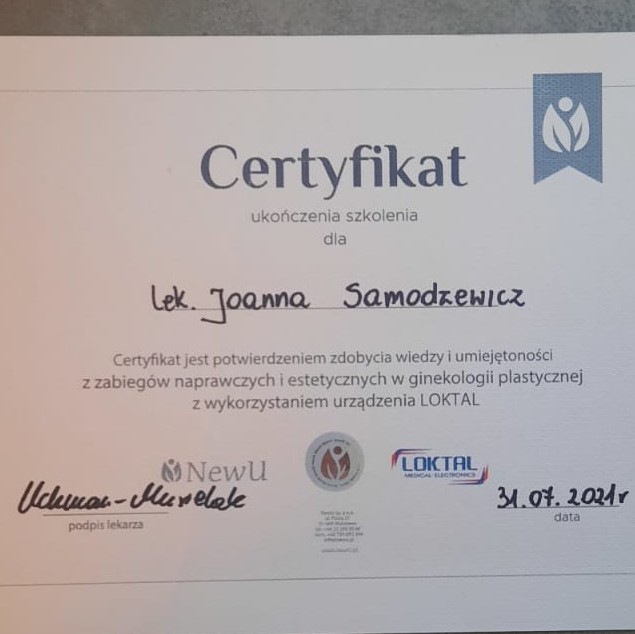 Certyfikat
ukończenia szkolenia
dla
lek. Joanna Samodzewicz
Certyfikat jest potwierdzeniem zdobycia wiedzy i umiejętoności
z zabiegów naprawczych i estetycznych w ginekologii plastycznej
z wykorzystaniem urządzenia LOKTAL
NewU
LOKTAL
MEDICAL ELECTRONICS
31.07.2021r
podpis lekarza
data